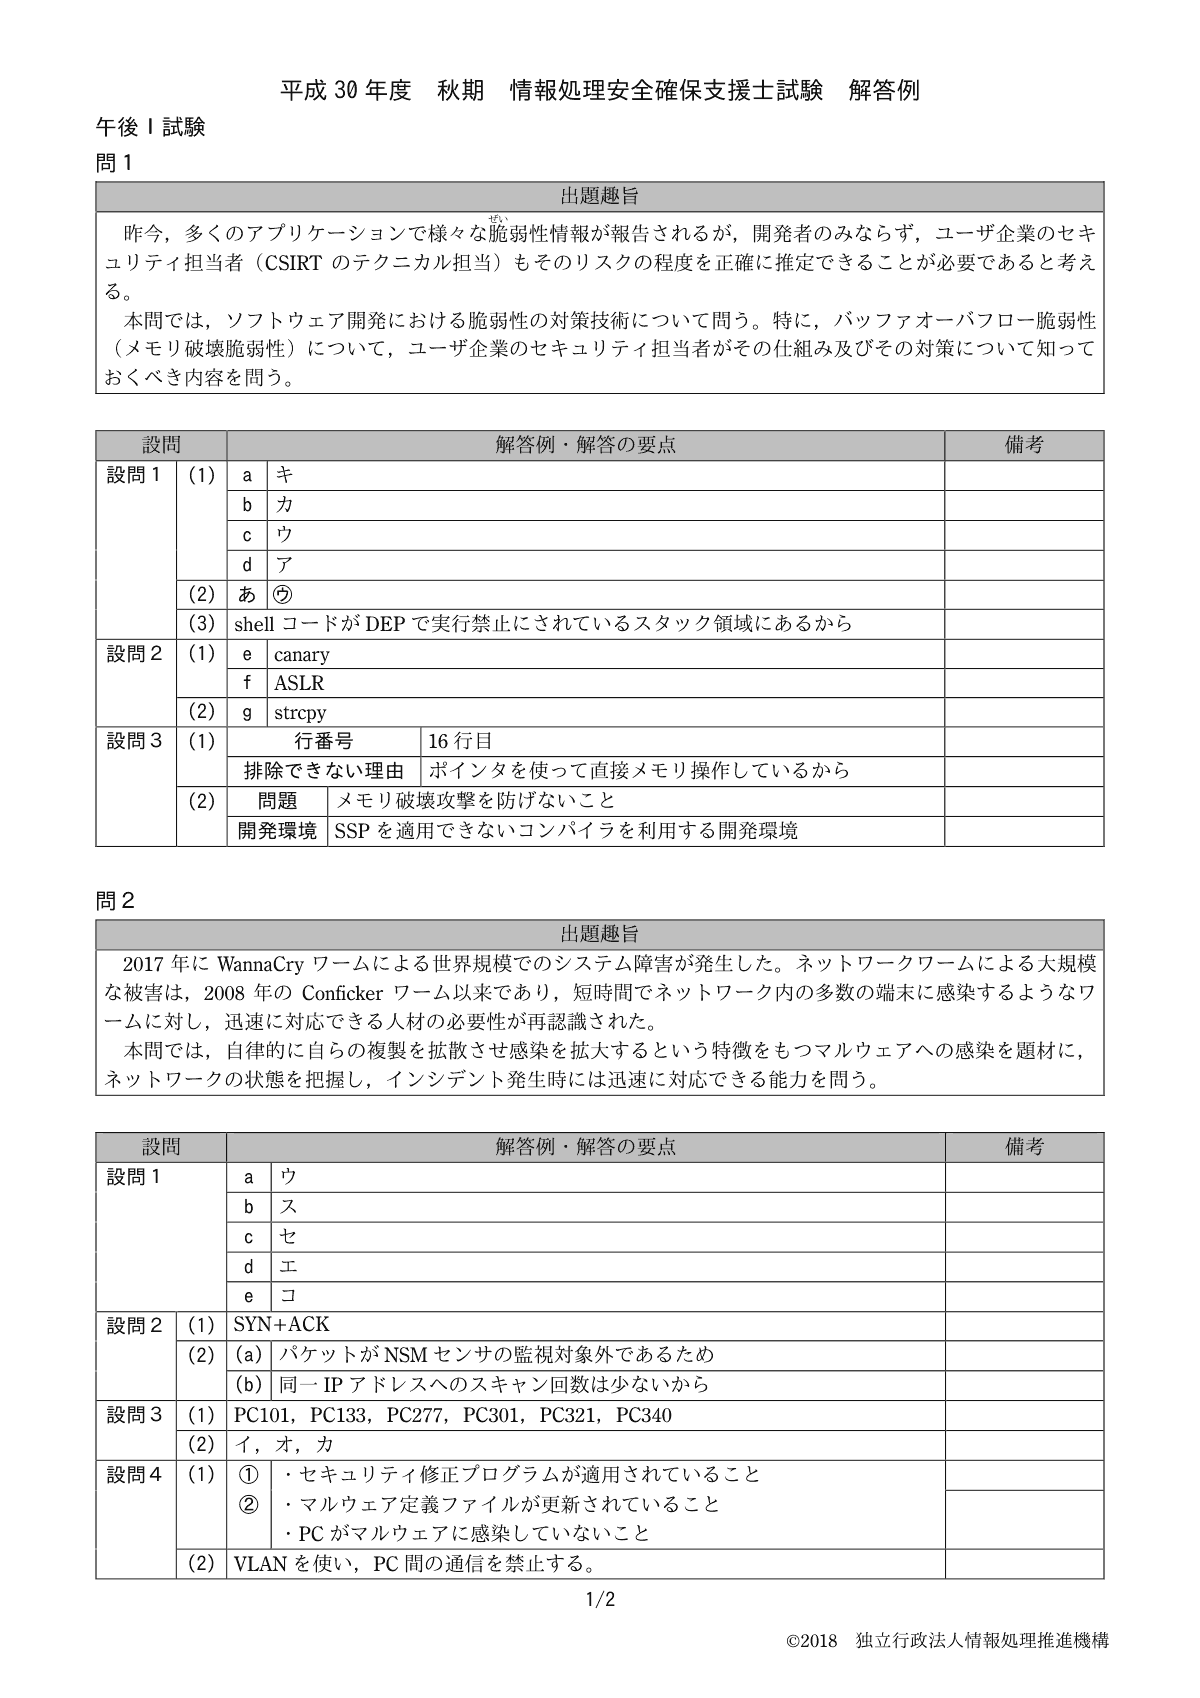 平成 30 年度　秋期　情報処理安全確保支援士試験　解答例
午後Ⅰ試験
問１
出題趣旨
昨今，多くのアプリケーションで様々な脆弱性情報が報告されるが，開発者のみならず，ユーザ企業のセキ
ぜい
ュリティ担当者（CSIRT のテクニカル担当）もそのリスクの程度を正確に推定できることが必要であると考え
る。
本問では，ソフトウェア開発における脆弱性の対策技術について問う。特に，バッファオーバフロー脆弱性
（メモリ破壊脆弱性）について，ユーザ企業のセキュリティ担当者がその仕組み及びその対策について知って
おくべき内容を問う。
設問 解答例・解答の要点 備考
設問１ (1) a キ
b カ
c ウ
d ア
(2) あ ㋒
(3) shell コードが DEP で実行禁止にされているスタック領域にあるから
設問２ (1) e canary
f ASLR
(2) g strcpy
設問３ (1) 行番号 16 行目
排除できない理由 ポインタを使って直接メモリ操作しているから
(2) 問題 メモリ破壊攻撃を防げないこと
開発環境 SSP を適用できないコンパイラを利用する開発環境
問２
出題趣旨
2017 年に WannaCry ワームによる世界規模でのシステム障害が発生した。ネットワークワームによる大規模
な被害は，2008 年の Conficker ワーム以来であり，短時間でネットワーク内の多数の端末に感染するようなワ
ームに対し，迅速に対応できる人材の必要性が再認識された。
本問では，自律的に自らの複製を拡散させ感染を拡大するという特徴をもつマルウェアへの感染を題材に，
ネットワークの状態を把握し，インシデント発生時には迅速に対応できる能力を問う。
設問 解答例・解答の要点 備考
設問１ a ウ
b ス
c セ
d エ
e コ
設問２ (1) SYN+ACK
(2) (a) パケットが NSM センサの監視対象外であるため
(b) 同一 IP アドレスへのスキャン回数は少ないから
設問３ (1) PC101，PC133，PC277，PC301，PC321，PC340
(2) イ，オ，カ
設問４ (1) ① ・セキュリティ修正プログラムが適用されていること
② ・マルウェア定義ファイルが更新されていること
・PC がマルウェアに感染していないこと
(2) VLAN を使い，PC 間の通信を禁止する。
1/2
©2018　独立行政法人情報処理推進機構